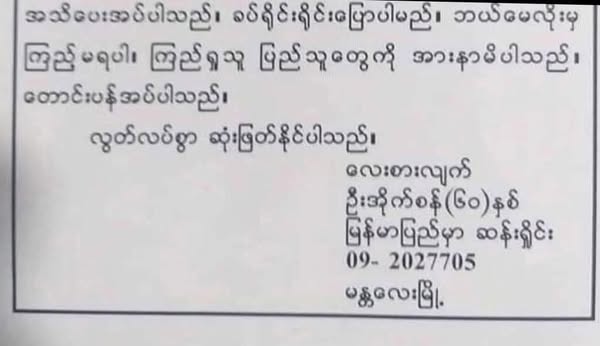 အသိပေးအပ်ပါသည်။ ခပ်ရိုင်းရိုင်းပြောပါမည်။ ဘယ်မေလိုးမှ
ကြည့်မရပါ။ ကြည်ရှုသူ ပြည်သူတွေကို အားနာမိပါသည်။
တောင်းပန်အပ်ပါသည်။
လွတ်လပ်စွာ ဆုံးဖြတ်နိုင်ပါသည်။
လေးစားလျက်
ဦးအိုက်စန်(၆၀)နှစ်
မြန်မာပြည်မှာ ဆန်းရှိုင်း
09- 2027705
မန္တလေးမြို့